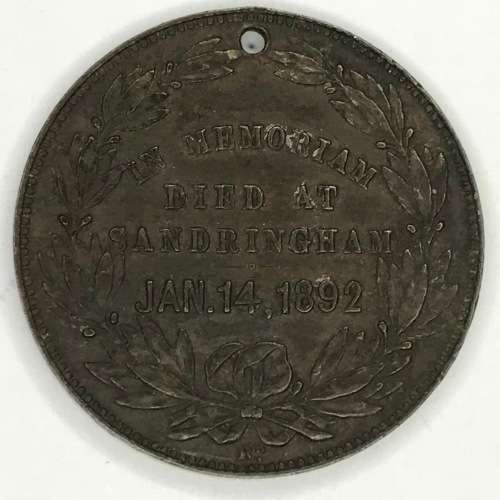 IN MEMORIAM
DIED AT
SANDRINGHAM
JAN.14,1892